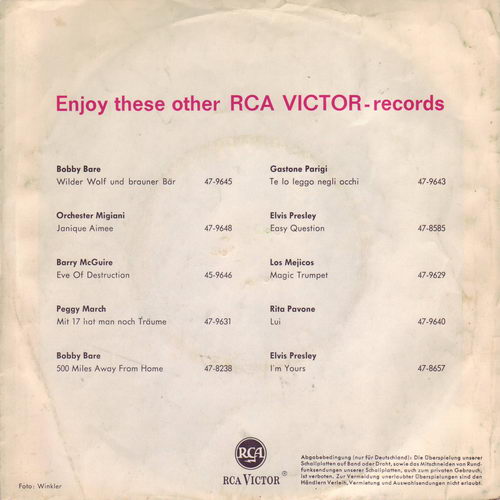 Enjoy these other RCA VICTOR - records
Bobby Bare
Wilder Wolf und brauner Bär 47-9645
Orchester Migiani
Janique Aimee 47-9648
Barry McGuire
Eve Of Destruction 45-9646
Peggy March
Mit 17 hat man noch Träume 47-9631
Bobby Bare
500 Miles Away From Home 47-8238
Gastone Parigi
Te lo leggo negli occhi 47-9643
Elvis Presley
Easy Question 47-8585
Los Mejicos
Magic Trumpet 47-9629
Rita Pavone
Lui 47-9640
Elvis Presley
I'm Yours 47-8657
Foto: Winkler
RCA
RCA VICTOR ®
Abgabebedingung (nur für Deutschland): Die Überspielung unserer
Schallplatten auf Band oder Draht, sowie das Mitschneiden von Rund-
funksendungen unserer Schallplatten, auch zum privaten Gebrauch,
ist verboten. Zur Vermeidung unerlaubter Überspielungen sind den
Händlern Verleih, Vermietung und Auswahlsendungen nicht erlaubt.